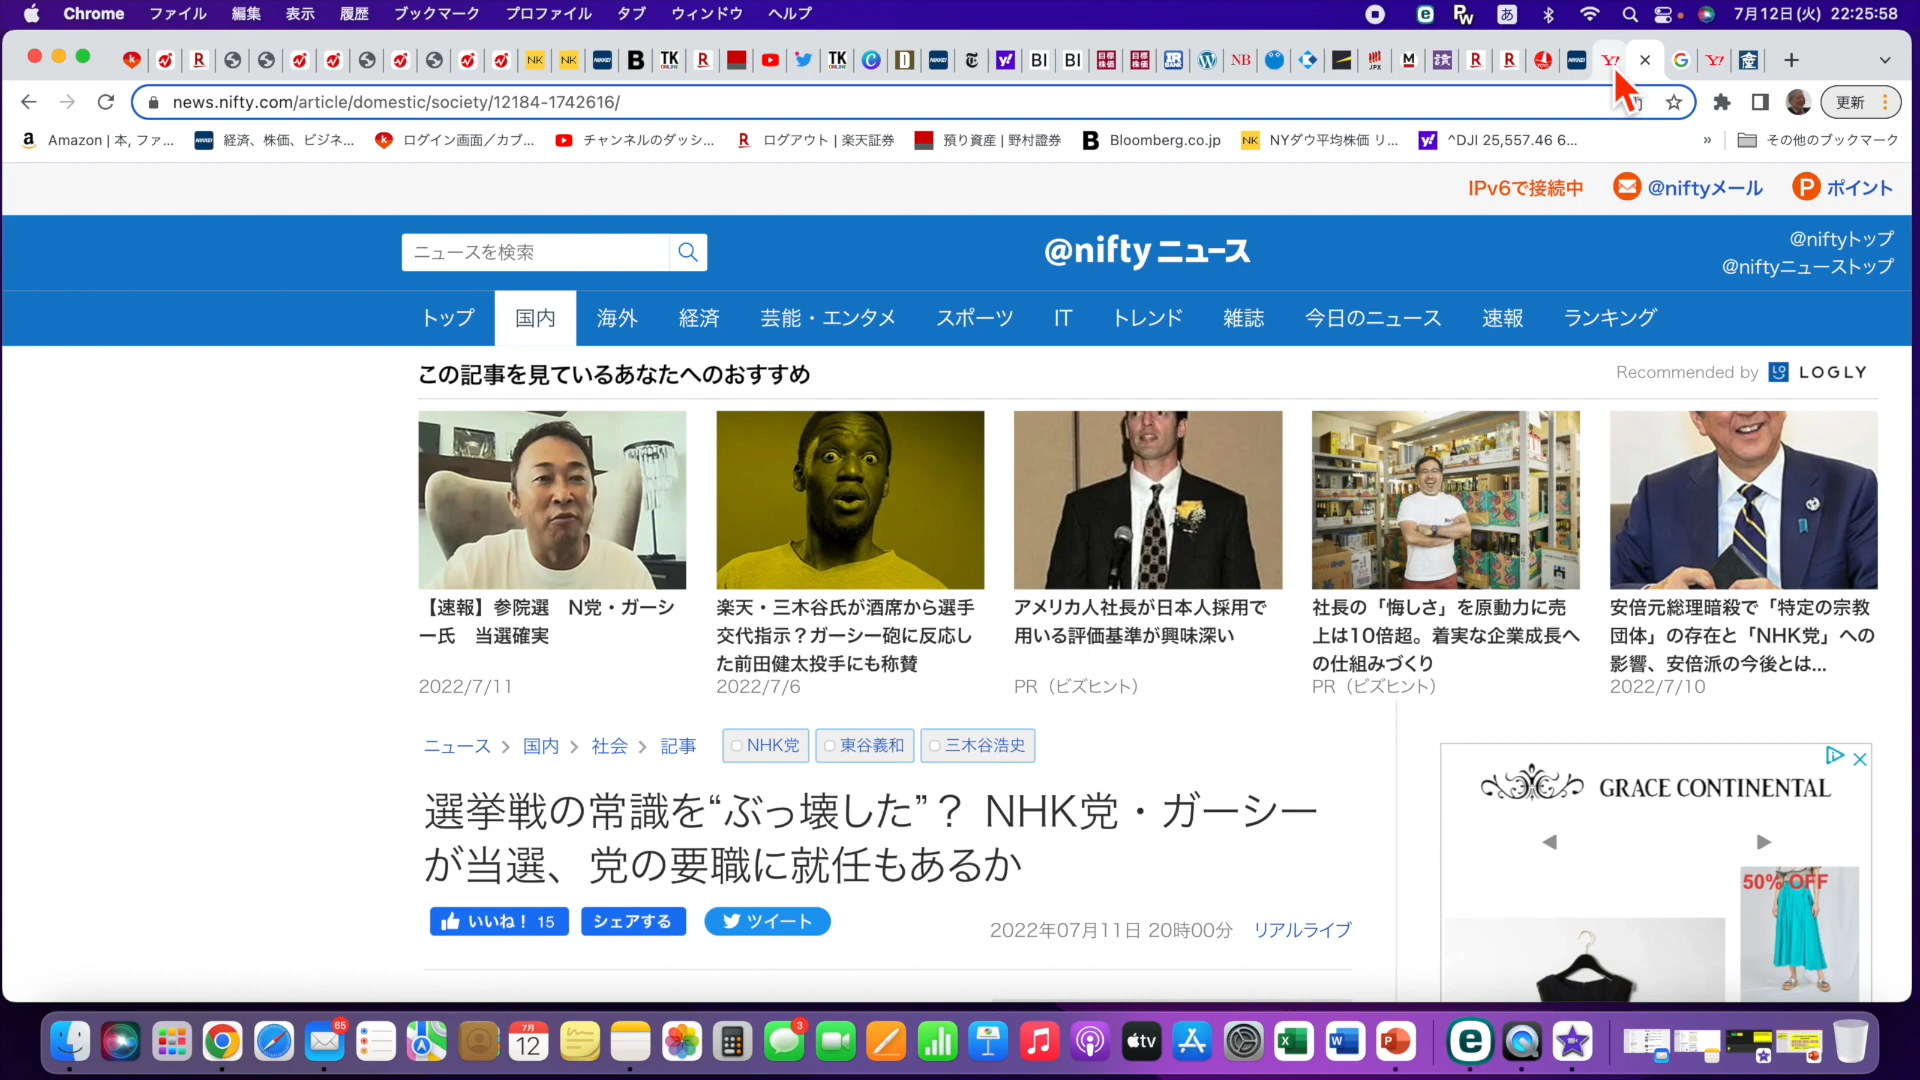 Chrome ファイル 編集 表示 履歴 ブックマーク プロファイル タブ ウィンドウ ヘルプ あ 7月12日(火) 22:25:58
news.nifty.com/article/domestic/society/12184-1742616/ 更新
Amazon | 本, ファ... 経済、株価、ビジネ... ログイン画面／カブ... チャンネルのダッシ... ログアウト | 楽天証券 預り資産 | 野村證券 Bloomberg.co.jp NYダウ平均株価 リ... ^DJI 25,557.46 6... » その他のブックマーク
IPv6で接続中 @niftyメール ポイント
ニュースを検索 @nifty ニュース @niftyトップ
@niftyニューストップ
トップ 国内 海外 経済 芸能・エンタメ スポーツ IT トレンド 雑誌 今日のニュース 速報 ランキング
この記事を見ているあなたへのおすすめ Recommended by LOGLY
【速報】参院選　N党・ガーシ
ー氏　当選確実
2022/7/11
楽天・三木谷氏が酒席から選手
交代指示？ガーシー砲に反応し
た前田健太投手にも称賛
2022/7/6
アメリカ人社長が日本人採用で
用いる評価基準が興味深い
PR（ビズヒント）
社長の「悔しさ」を原動力に売
上は10倍超。着実な企業成長へ
の仕組みづくり
PR（ビズヒント）
安倍元総理暗殺で「特定の宗教
団体」の存在と「NHK党」への
影響、安倍派の今後とは...
2022/7/10
ニュース > 国内 > 社会 > 記事 NHK党 東谷義和 三木谷浩史
選挙戦の常識を“ぶっ壊した”？ NHK党・ガーシー
が当選、党の要職に就任もあるか
いいね！ 15 シェアする ツイート 2022年07月11日 20時00分 リアルライブ
GRACE CONTINENTAL
50% OFF
65 7月 12 3 tv X W P